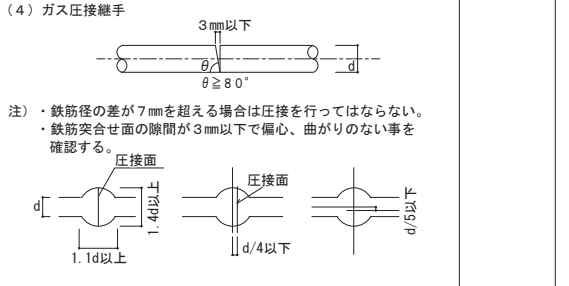 （４）ガス圧接継手
３㎜以下
θ
d
θ≧８０°
注）・鉄筋径の差が７㎜を超える場合は圧接を行ってはならない。
・鉄筋突合せ面の隙間が３㎜以下で偏心、曲がりのない事を
確認する。
圧接面
圧接面
d
1.4d以上
d/5以下
d/4以下
1.1d以上